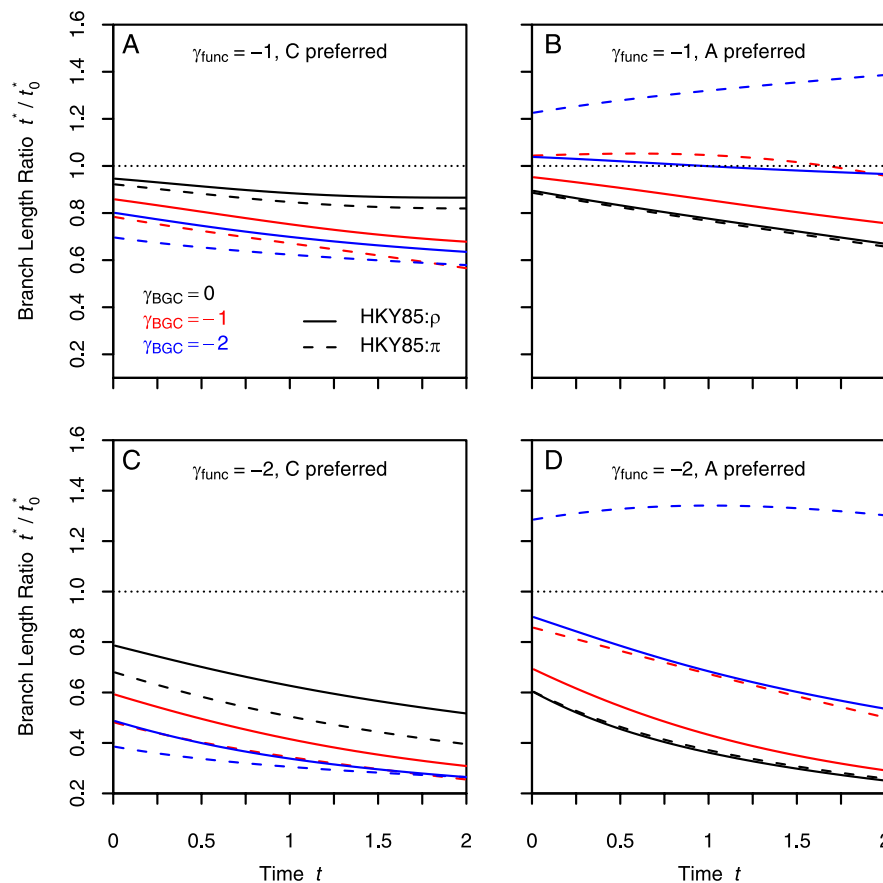 A
γfunc = −1, C preferred
B
γfunc = −1, A preferred
Branch Length Ratio t* / t0*
1.6
1.4
1.2
1.0
0.8
0.6
0.4
0.2
γBGC = 0
γBGC = −1
γBGC = −2
HKY85:ρ
HKY85:π
C
γfunc = −2, C preferred
D
γfunc = −2, A preferred
Branch Length Ratio t* / t0*
1.6
1.4
1.2
1.0
0.8
0.6
0.4
0.2
0 0.5 1 1.5 2
0 0.5 1 1.5 2
Time t
Time t